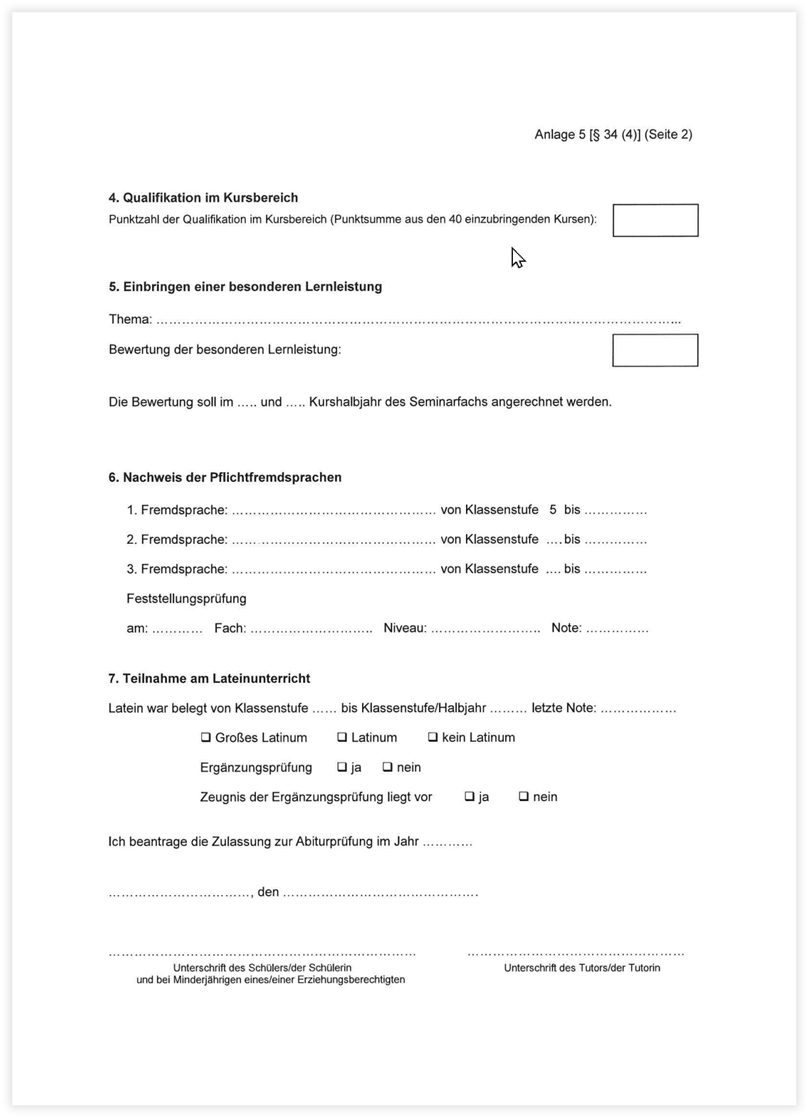 Anlage 5 [§ 34 (4)] (Seite 2)
4. Qualifikation im Kursbereich
Punktzahl der Qualifikation im Kursbereich (Punktsumme aus den 40 einzubringenden Kursen):
5. Einbringen einer besonderen Lernleistung
Thema: ……………………………………………………………………………………………………………...
Bewertung der besonderen Lernleistung:
Die Bewertung soll im ….. und ….. Kurshalbjahr des Seminarfachs angerechnet werden.
6. Nachweis der Pflichtfremdsprachen
1. Fremdsprache: ………………………………………… von Klassenstufe 5 bis ……………
2. Fremdsprache: ………………………………………… von Klassenstufe …. bis ……………
3. Fremdsprache: ………………………………………… von Klassenstufe …. bis ……………
Feststellungsprüfung
am: ………… Fach: ……………………….. Niveau: …………………….. Note: ……………
7. Teilnahme am Lateinunterricht
Latein war belegt von Klassenstufe …… bis Klassenstufe/Halbjahr ……… letzte Note: ………………
❑ Großes Latinum ❑ Latinum ❑ kein Latinum
Ergänzungsprüfung ❑ ja ❑ nein
Zeugnis der Ergänzungsprüfung liegt vor ❑ ja ❑ nein
Ich beantrage die Zulassung zur Abiturprüfung im Jahr …………
……………………………, den ……………………………………….
……………………………………………………………… ……………………………………………
Unterschrift des Schülers/der Schülerin Unterschrift des Tutors/der Tutorin
und bei Minderjährigen eines/einer Erziehungsberechtigten